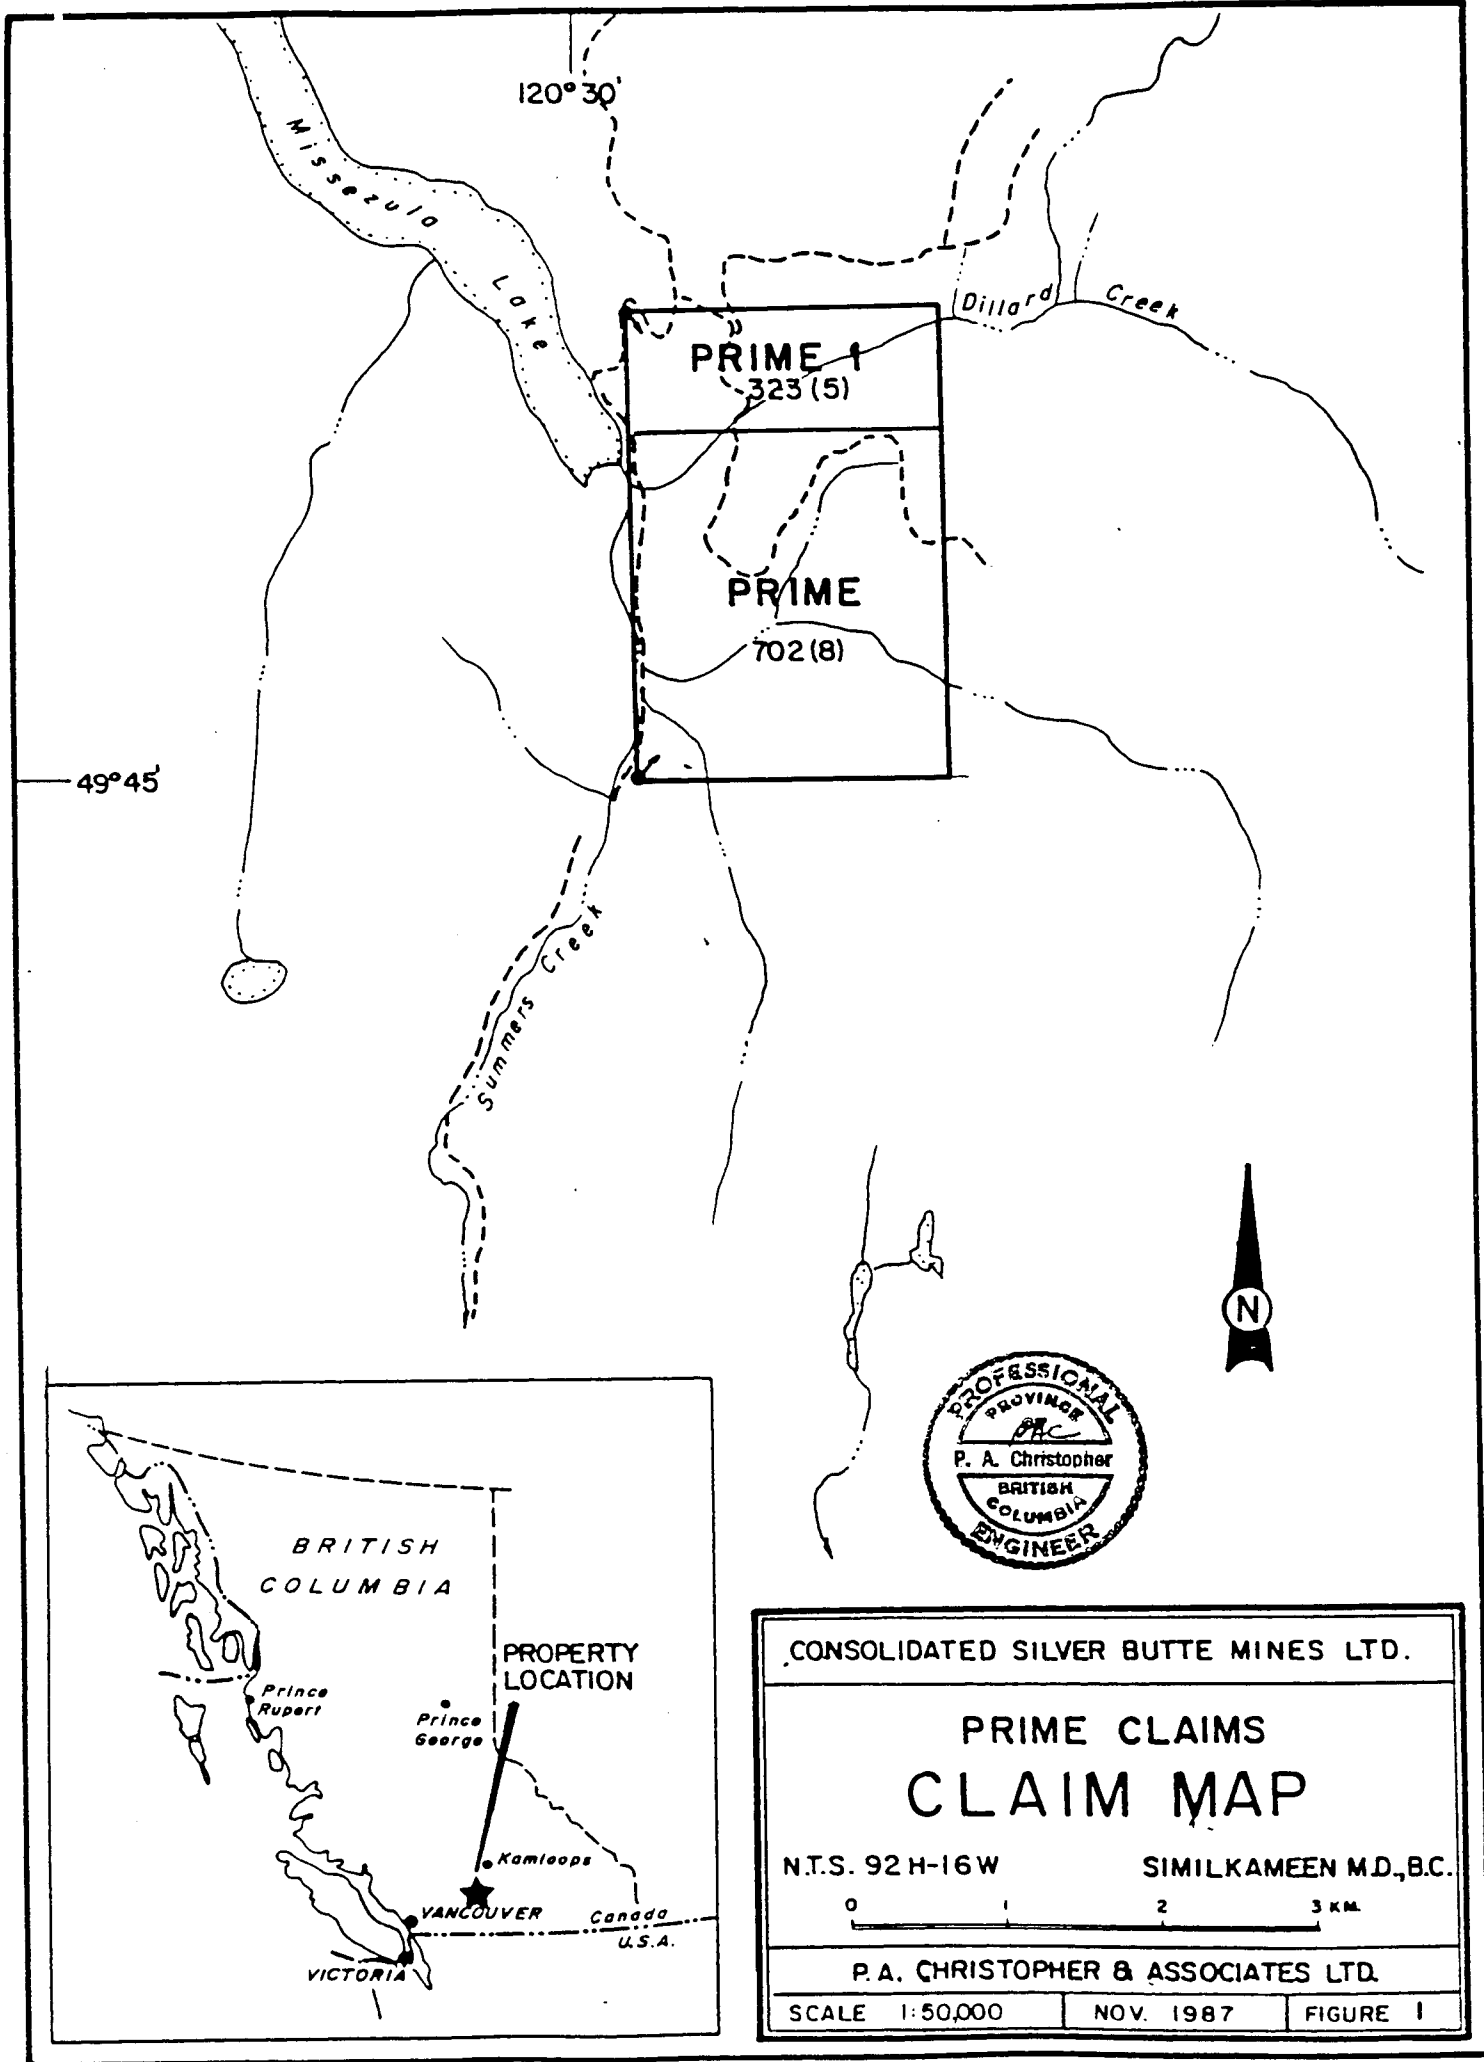 120°30'
Missezula
Lake
Dillard Creek
PRIME 1
323(5)
PRIME
702(8)
49°45'
Summers Creek
N
PROFESSIONAL
PROVINCE
OF
P. A. Christopher
BRITISH
COLUMBIA
ENGINEER
BRITISH
COLUMBIA
PROPERTY
LOCATION
Prince
Rupert
Prince
George
Kamloops
VANCOUVER
Canada
U.S.A.
VICTORIA
CONSOLIDATED SILVER BUTTE MINES LTD.
PRIME CLAIMS
CLAIM MAP
N.T.S. 92 H-16W SIMILKAMEEN M.D.,B.C.
0 1 2 3 KM.
P.A. CHRISTOPHER & ASSOCIATES LTD.
SCALE 1:50,000 NOV. 1987 FIGURE 1